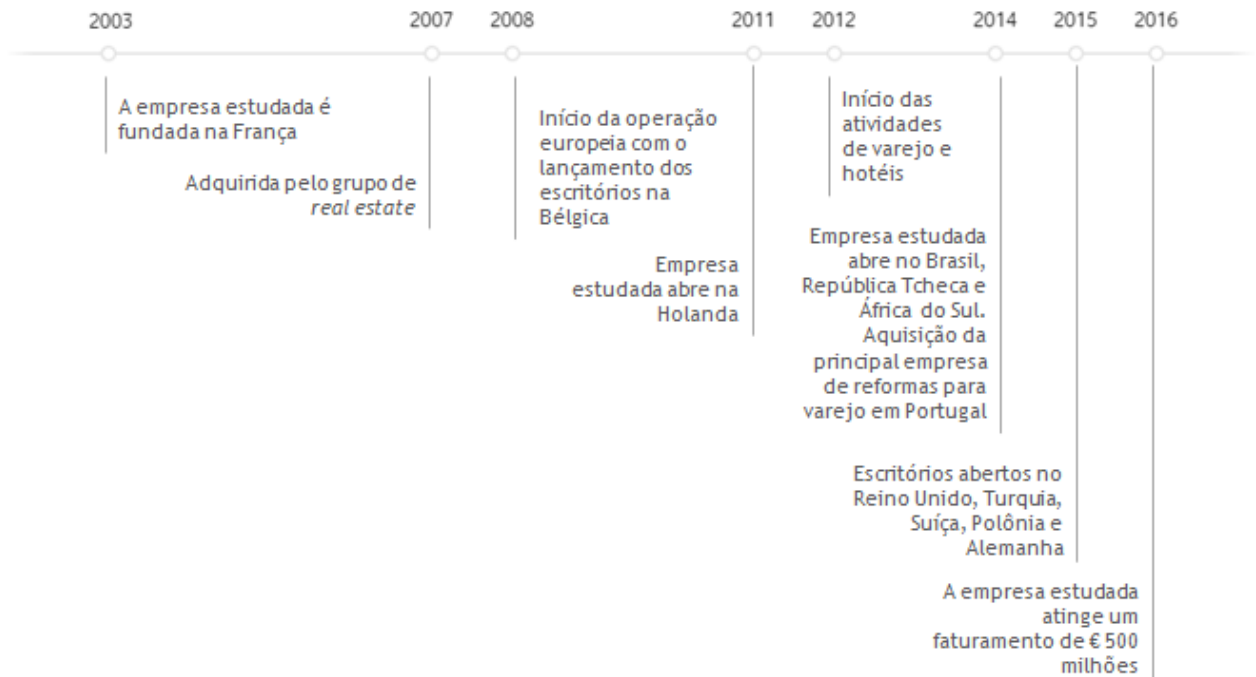 2003
2007
2008
2011
2012
2014
2015
2016
A empresa estudada é
fundada na França
Adquirida pelo grupo de
real estate
Início da operação
europeia com o
lançamento dos
escritórios na
Bélgica
Empresa
estudada abre na
Holanda
Início das
atividades
de varejo e
hotéis
Empresa estudada
abre no Brasil,
República Tcheca e
África do Sul.
Aquisição da
principal empresa
de reformas para
varejo em Portugal
Escritórios abertos no
Reino Unido, Turquia,
Suíça, Polônia e
Alemanha
A empresa estudada
atinge um
faturamento de € 500
milhões